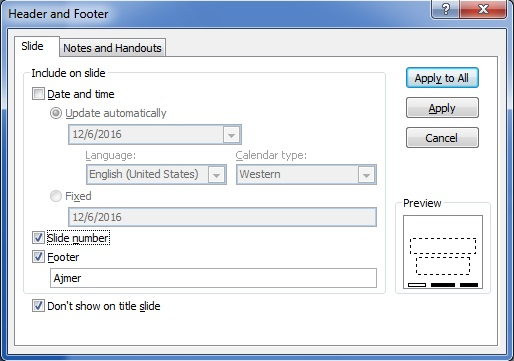 Header and Footer
Slide
Notes and Handouts
Include on slide
Date and time
Update automatically
12/6/2016
Language:
Calendar type:
English (United States)
Western
Fixed
12/6/2016
Slide number
Footer
Ajmer
Don't show on title slide
Apply to All
Apply
Cancel
Preview